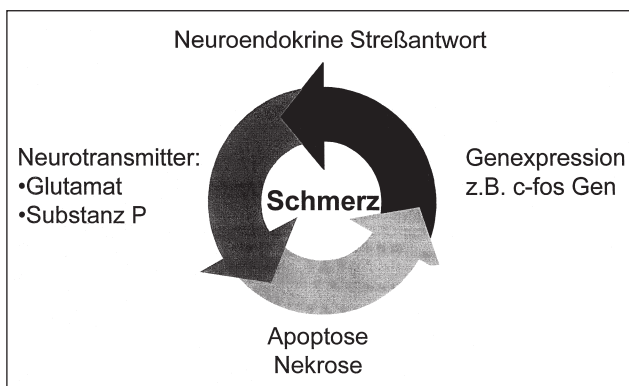 Neuroendokrine Streßantwort
Neurotransmitter:
•Glutamat
•Substanz P
Schmerz
Genexpression
z.B. c-fos Gen
Apoptose
Nekrose